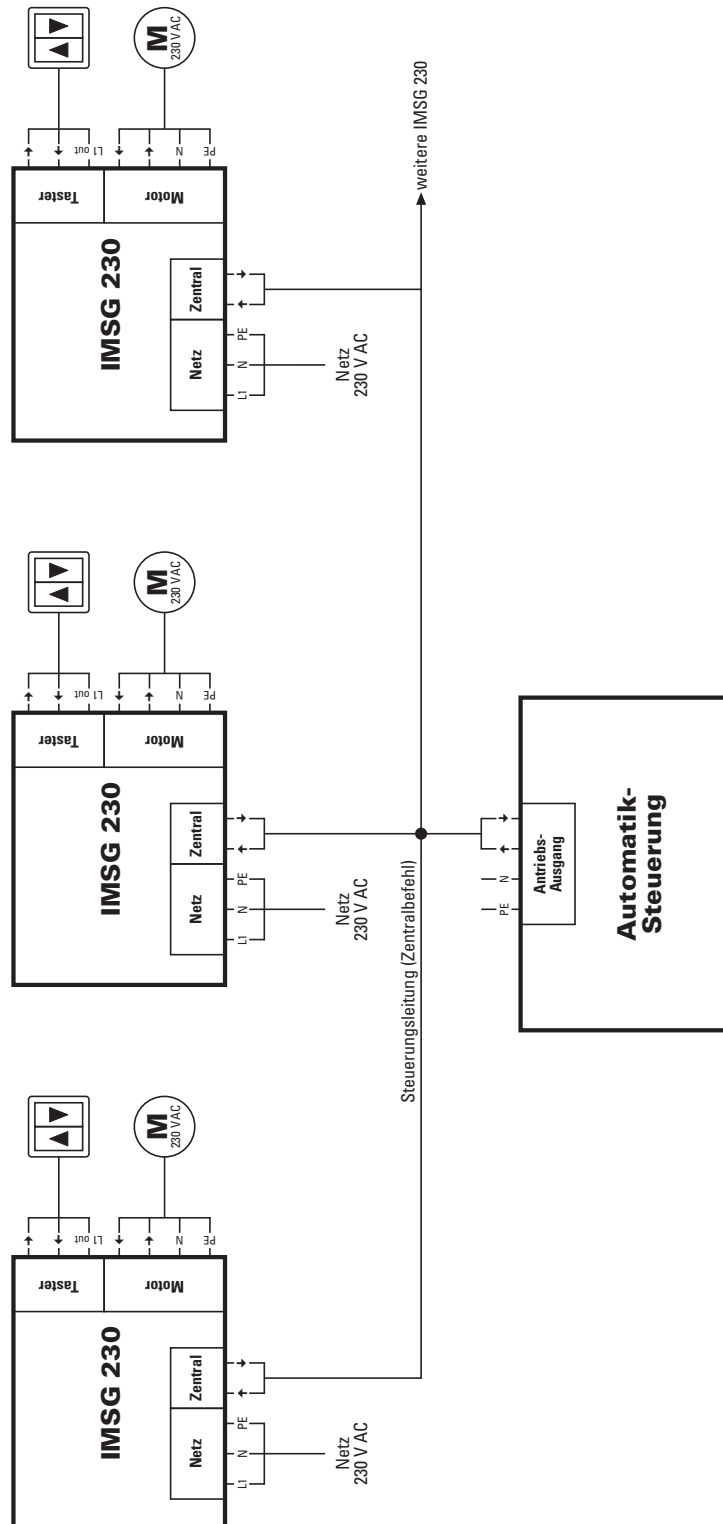 IMSG 230
Taster
L1 out
Motor
N
PE
M
230 V AC
Netz
Zentral
L1
N
PE
Netz
230 V AC
IMSG 230
Taster
L1 out
Motor
N
PE
M
230 V AC
Netz
Zentral
L1
N
PE
Netz
230 V AC
IMSG 230
Taster
L1 out
Motor
N
PE
M
230 V AC
Netz
Zentral
L1
N
PE
Netz
230 V AC
Steuerungsleitung (Zentralbefehl)
weitere IMSG 230
PE
N
Antriebs-
Ausgang
Automatik-
Steuerung